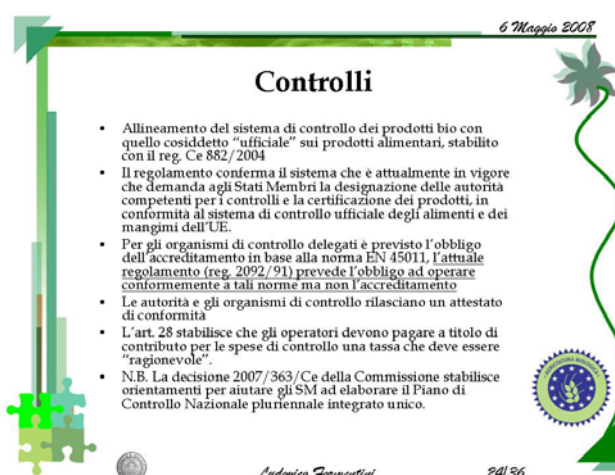 6 Maggio 2008
Controlli
• Allineamento del sistema di controllo dei prodotti bio con
quello cosiddetto "ufficiale" sui prodotti alimentari, stabilito
con il reg. Ce 882/2004
• Il regolamento conferma il sistema che è attualmente in vigore
che demanda agli Stati Membri la designazione delle autorità
competenti per i controlli e la certificazione dei prodotti, in
conformità al sistema di controllo ufficiale degli alimenti e dei
mangimi dell'UE.
• Per gli organismi di controllo delegati è previsto l'obbligo
dell'accreditamento in base alla norma EN 45011, l'attuale
regolamento (reg. 2092/91) prevede l'obbligo ad operare
conformemente a tali norme ma non l'accreditamento
• Le autorità e gli organismi di controllo rilasciano un attestato
di conformità
• L'art. 28 stabilisce che gli operatori devono pagare a titolo di
contributo per le spese di controllo una tassa che deve essere
"ragionevole".
• N.B. La decisione 2007/363/Ce della Commissione stabilisce
orientamenti per aiutare gli SM ad elaborare il Piano di
Controllo Nazionale pluriennale integrato unico.
AGRICOLTURA BIOLOGICA
24/36